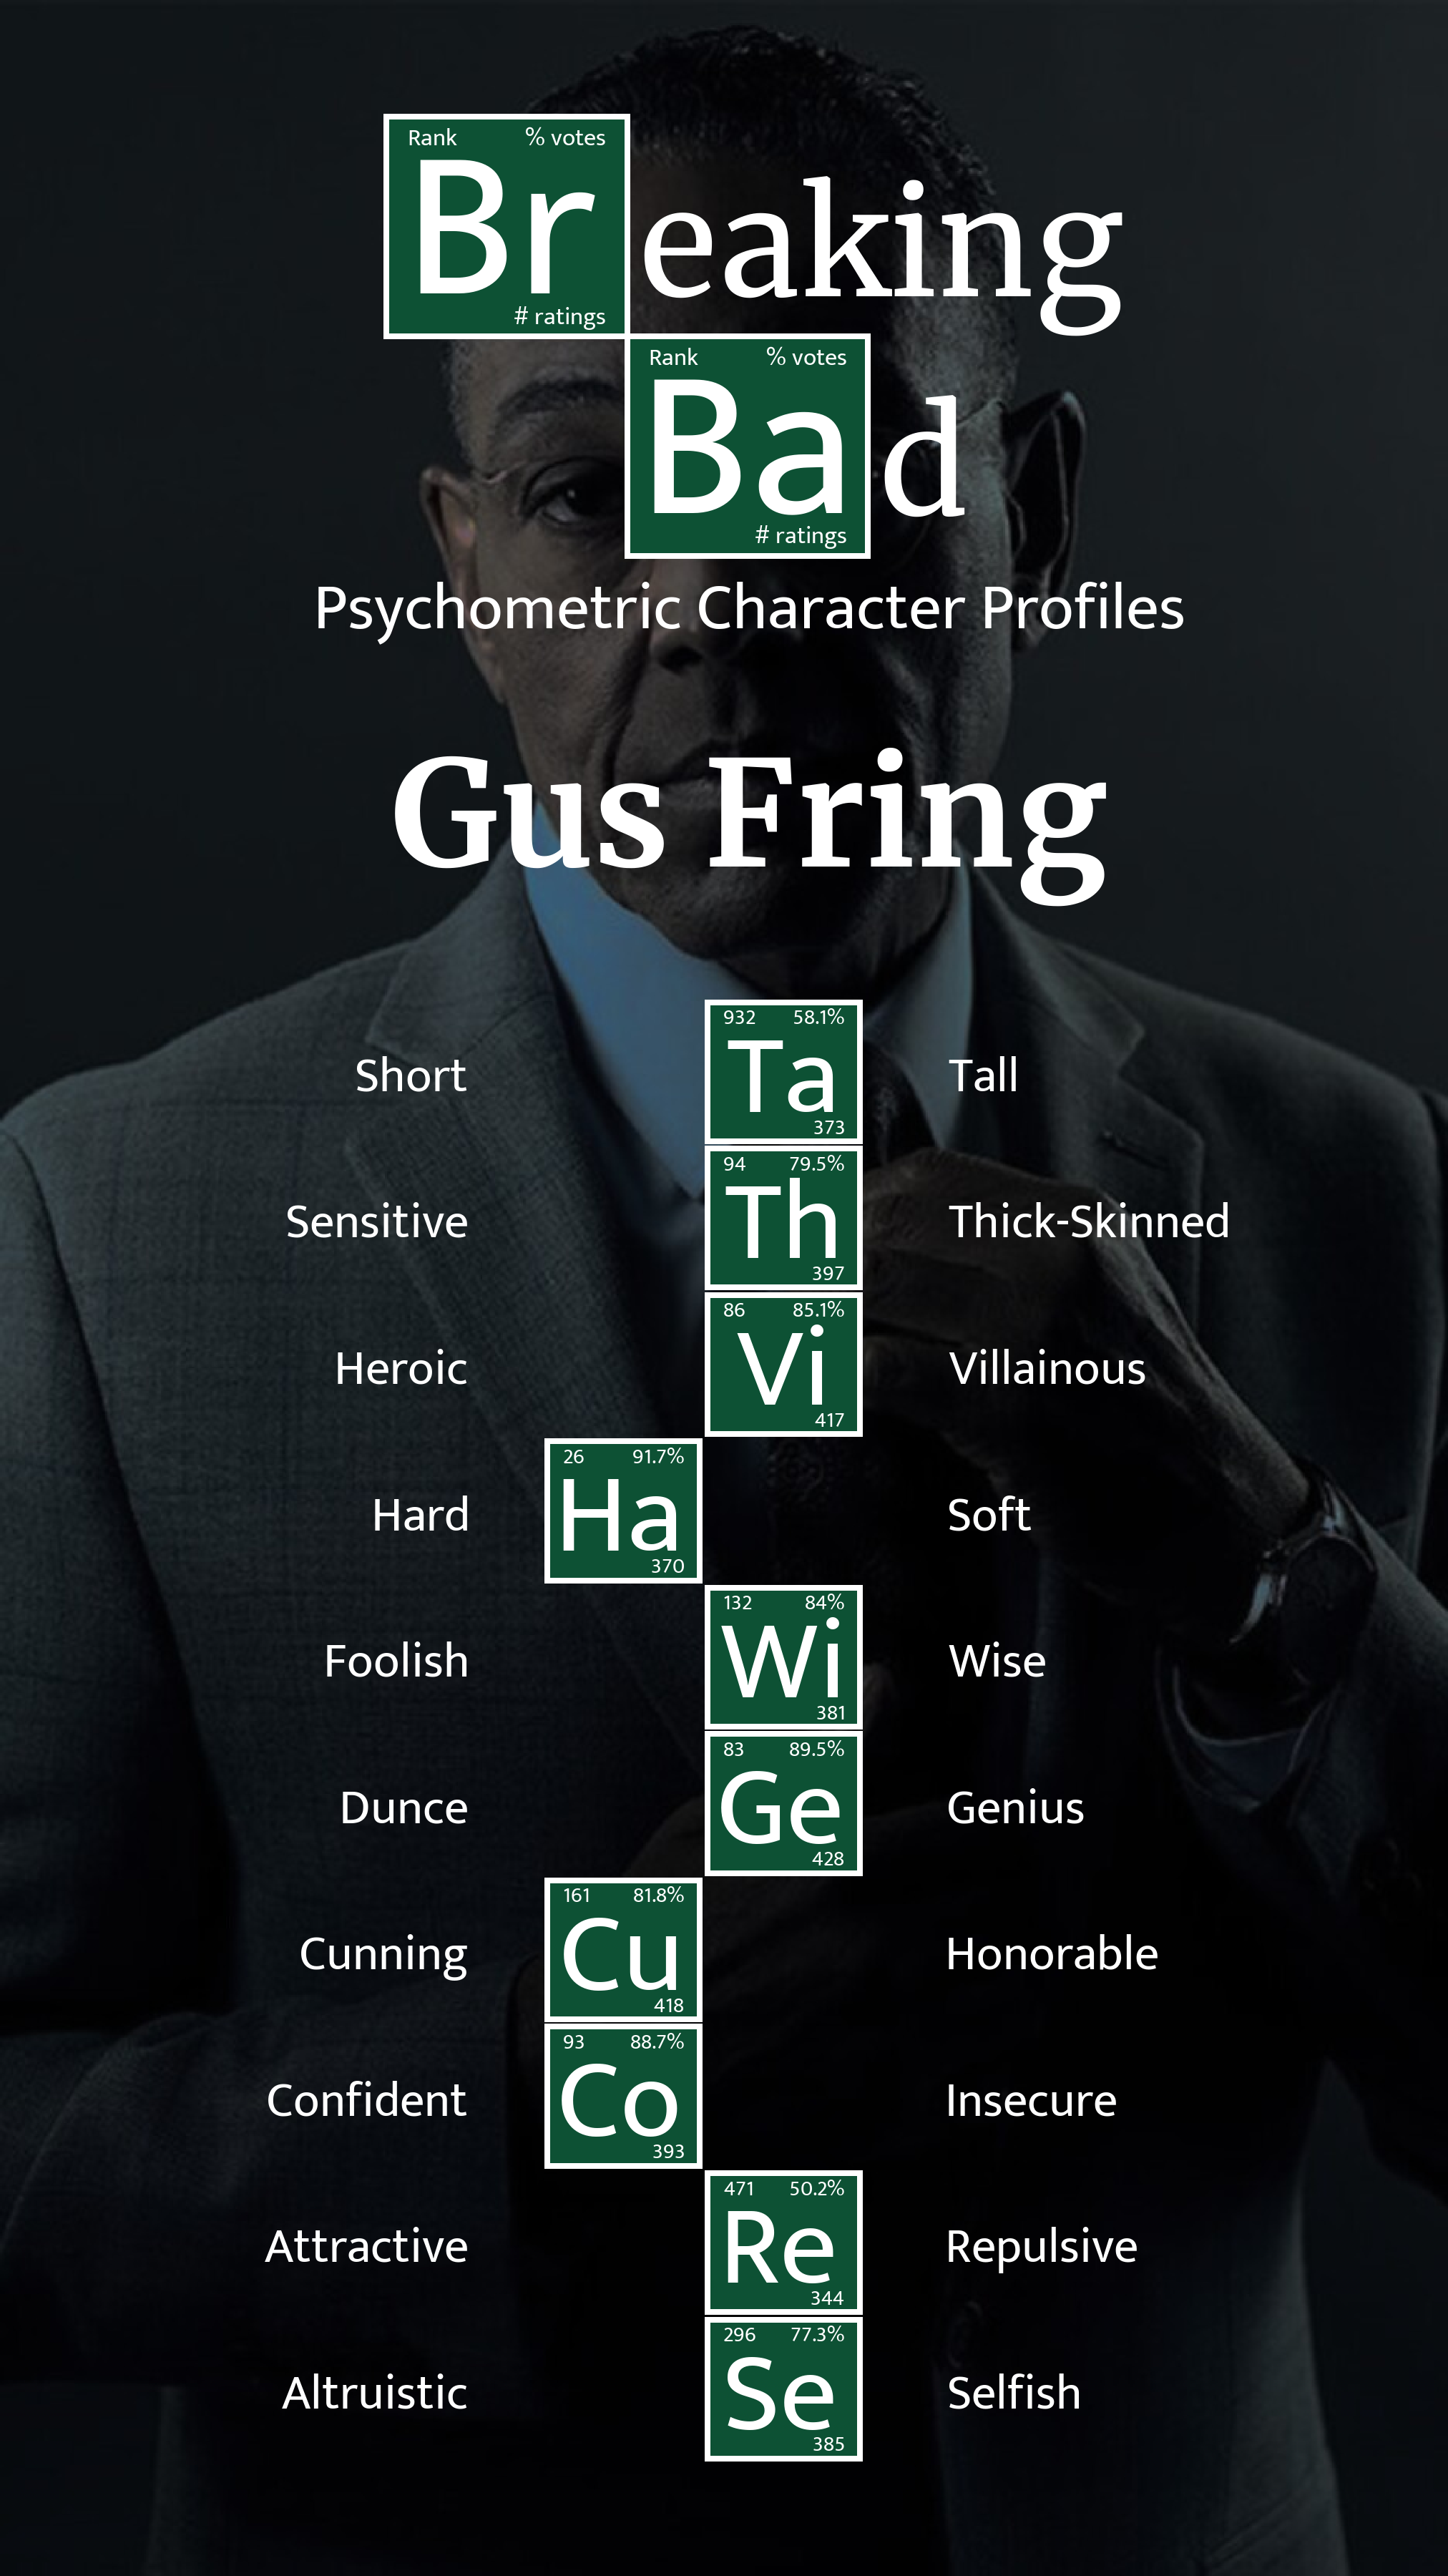 Rank % votes
Breaking
# ratings
Rank % votes
Bad
# ratings
Psychometric Character Profiles
Gus Fring
932 58.1%
Short Ta Tall
373
94 79.5%
Sensitive Th Thick-Skinned
397
86 85.1%
Heroic Vi Villainous
417
26 91.7%
Hard Ha Soft
370
132 84%
Foolish Wi Wise
381
83 89.5%
Dunce Ge Genius
428
161 81.8%
Cunning Cu Honorable
418
93 88.7%
Confident Co Insecure
393
471 50.2%
Attractive Re Repulsive
344
296 77.3%
Altruistic Se Selfish
385